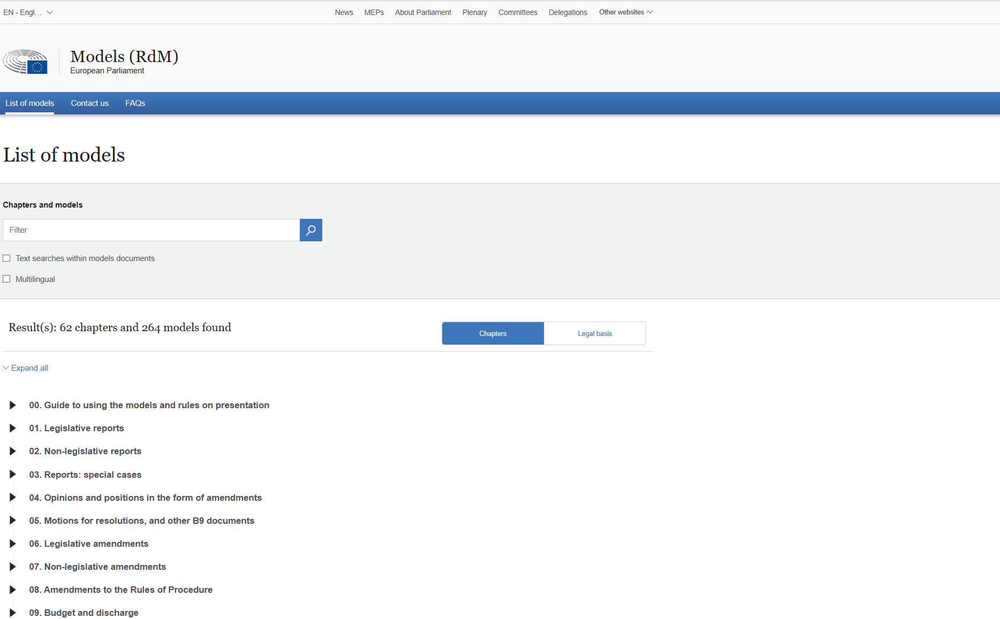 EN - Engl...
News MEPs About Parliament Plenary Committees Delegations Other websites
Models (RdM)
European Parliament
List of models Contact us FAQs
List of models
Chapters and models
Filter
Text searches within models documents
Multilingual
Result(s): 62 chapters and 264 models found
Chapters Legal basis
Expand all
00. Guide to using the models and rules on presentation
01. Legislative reports
02. Non-legislative reports
03. Reports: special cases
04. Opinions and positions in the form of amendments
05. Motions for resolutions, and other B9 documents
06. Legislative amendments
07. Non-legislative amendments
08. Amendments to the Rules of Procedure
09. Budget and discharge